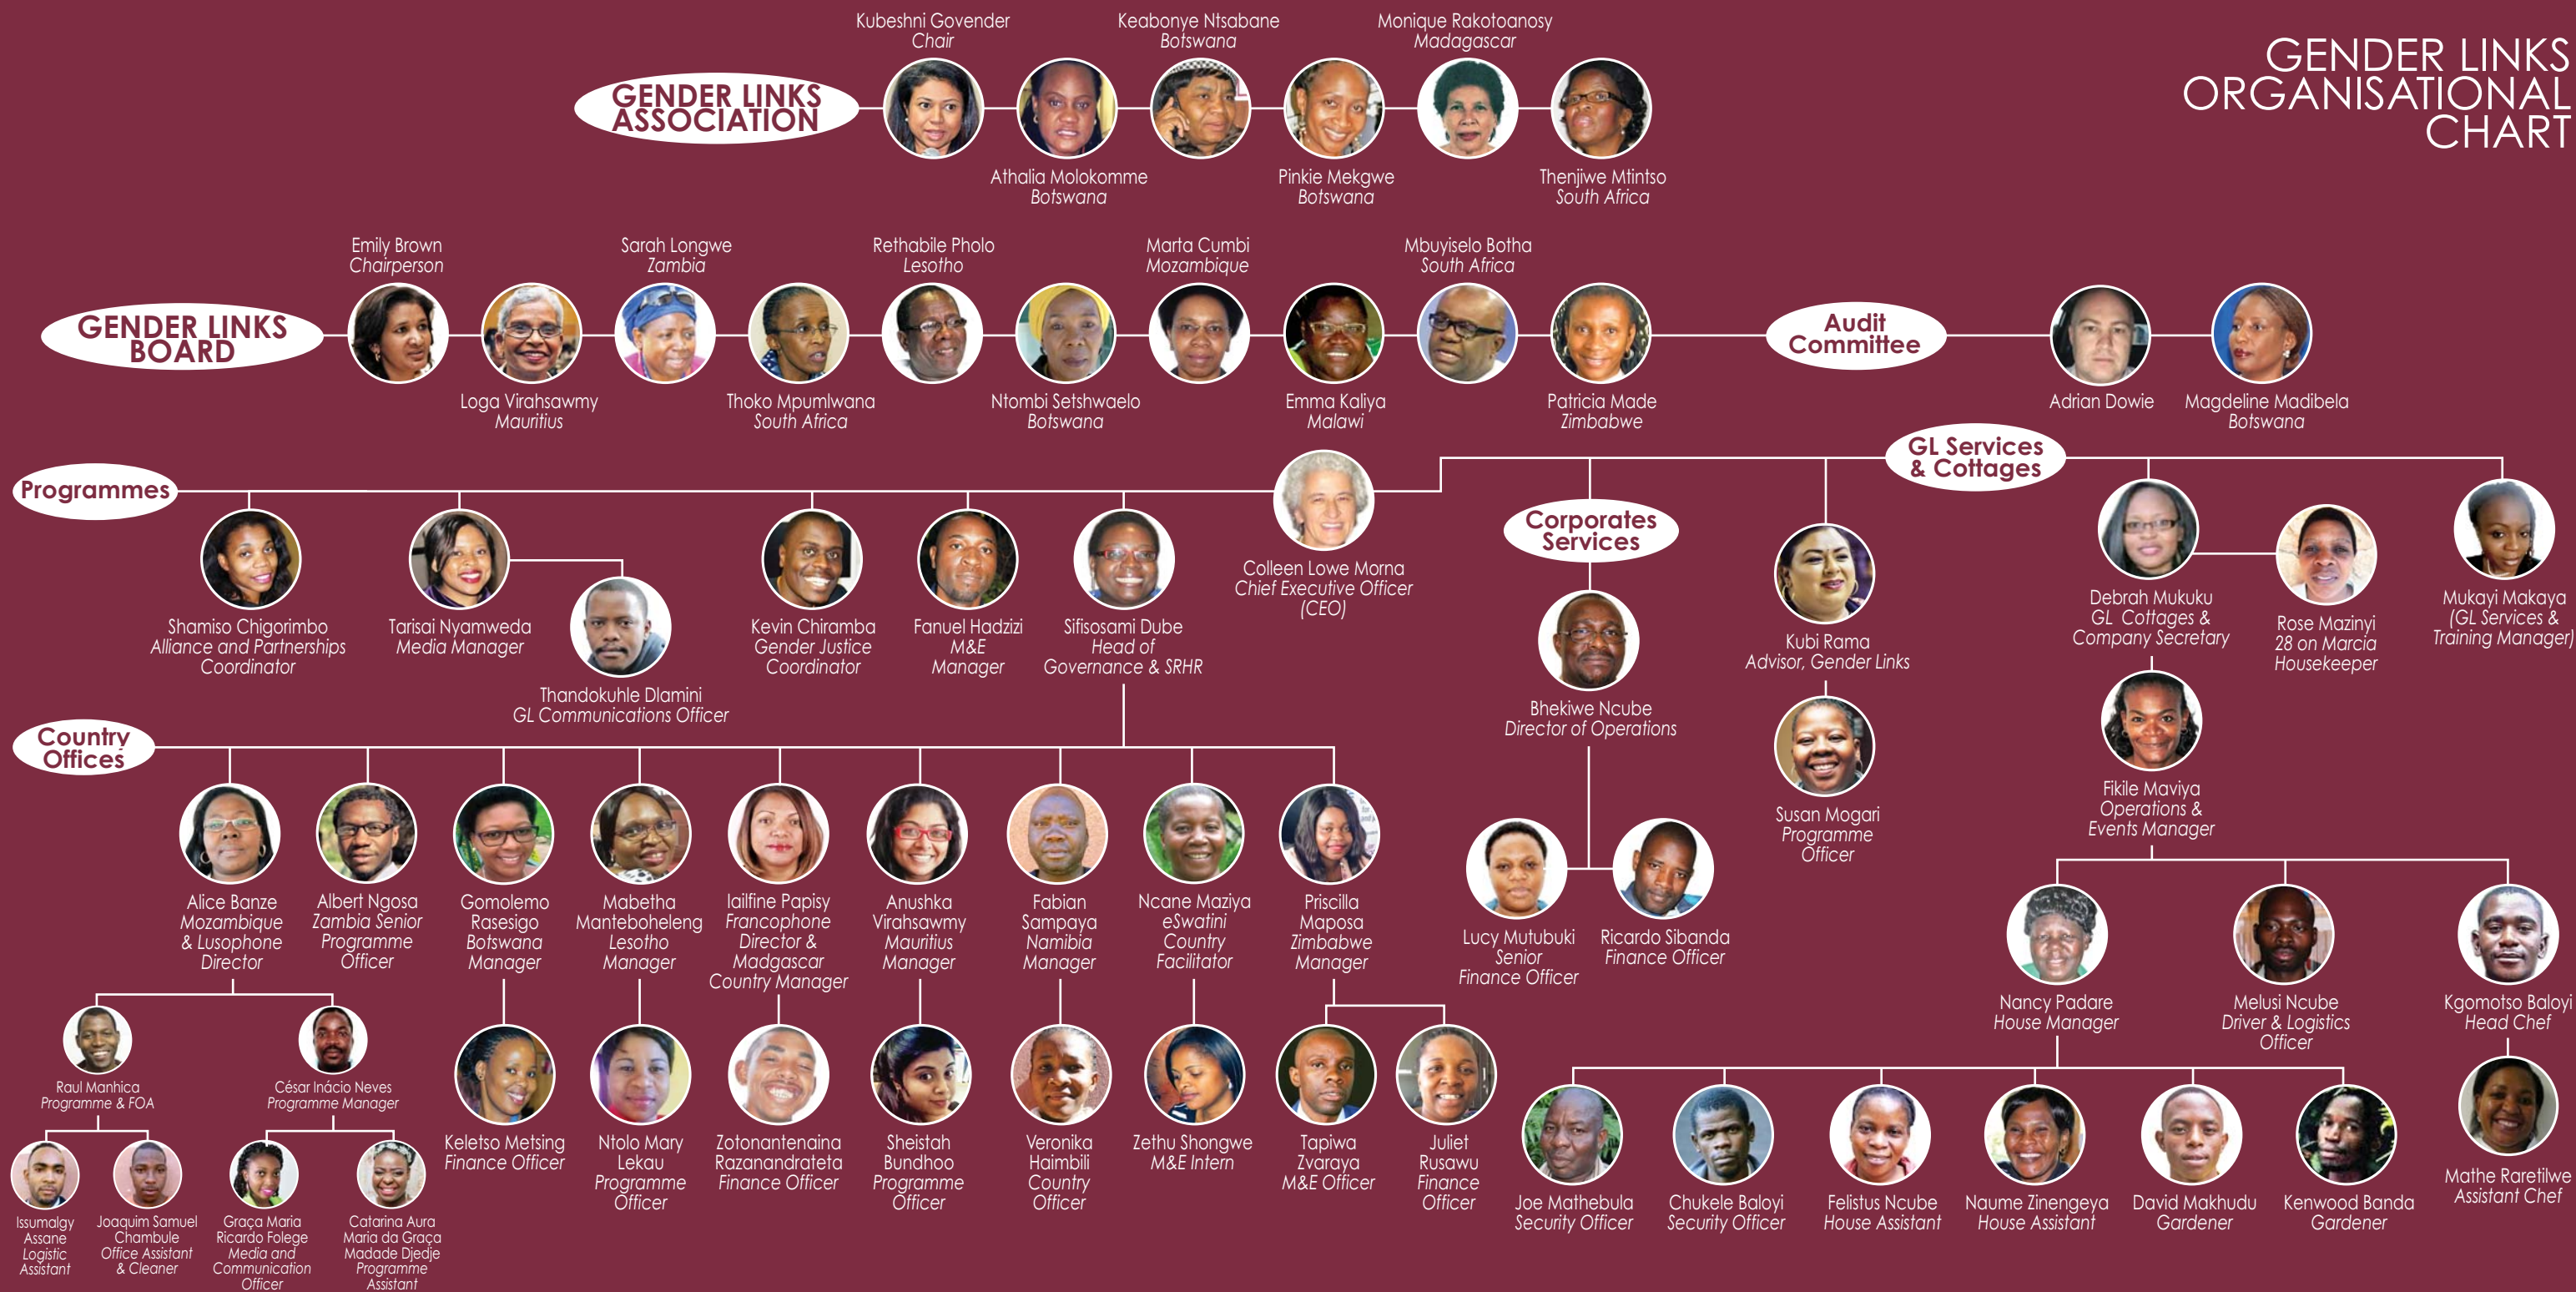 GENDER LINKS
ORGANISATIONAL
CHART
GENDER LINKS
ASSOCIATION
Kubeshni Govender
Chair
Athalia Molokomme
Botswana
Keabonye Ntsabane
Botswana
Pinkie Mekgwe
Botswana
Monique Rakotoanosy
Madagascar
Thenjiwe Mtintso
South Africa
GENDER LINKS
BOARD
Emily Brown
Chairperson
Loga Virahsawmy
Mauritius
Sarah Longwe
Zambia
Thoko Mpumlwana
South Africa
Rethabile Pholo
Lesotho
Ntombi Setshwaelo
Botswana
Marta Cumbi
Mozambique
Emma Kaliya
Malawi
Mbuyiselo Botha
South Africa
Patricia Made
Zimbabwe
Audit
Committee
Adrian Dowie
Magdeline Madibela
Botswana
Programmes
Shamiso Chigorimbo
Alliance and Partnerships
Coordinator
Tarisai Nyamweda
Media Manager
Thandokuhle Dlamini
GL Communications Officer
Kevin Chiramba
Gender Justice
Coordinator
Fanuel Hadzizi
M&E
Manager
Sifisosami Dube
Head of
Governance & SRHR
Colleen Lowe Morna
Chief Executive Officer
(CEO)
Corporates
Services
Bhekiwe Ncube
Director of Operations
Lucy Mutubuki
Senior
Finance Officer
Ricardo Sibanda
Finance Officer
Kubi Rama
Advisor, Gender Links
Susan Mogari
Programme
Officer
GL Services
& Cottages
Debrah Mukuku
GL Cottages &
Company Secretary
Rose Mazinyi
28 on Marcia
Housekeeper
Mukayi Makaya
(GL Services &
Training Manager)
Fikile Maviya
Operations &
Events Manager
Nancy Padare
House Manager
Melusi Ncube
Driver & Logistics
Officer
Kgomotso Baloyi
Head Chef
Mathe Raretilwe
Assistant Chef
Joe Mathebula
Security Officer
Chukele Baloyi
Security Officer
Felistus Ncube
House Assistant
Naume Zinengeya
House Assistant
David Makhudu
Gardener
Kenwood Banda
Gardener
Country
Offices
Alice Banze
Mozambique
& Lusophone
Director
Albert Ngosa
Zambia Senior
Programme
Officer
Gomolemo
Rasesigo
Botswana
Manager
Mabetha
Manteboheleng
Lesotho
Manager
Iailfine Papisy
Francophone
Director &
Madgascar
Country Manager
Anushka
Virahsawmy
Mauritius
Manager
Fabian
Sampaya
Namibia
Manager
Ncane Maziya
eSwatini
Country
Facilitator
Priscilla
Maposa
Zimbabwe
Manager
Raul Manhica
Programme & FOA
César Inácio Neves
Programme Manager
Issumalgy
Assane
Logistic
Assistant
Joaquim Samuel
Chambule
Office Assistant
& Cleaner
Graça Maria
Ricardo Folege
Media and
Communication
Officer
Catarina Aura
Maria da Graça
Madade Djedje
Programme
Assistant
Keletso Metsing
Finance Officer
Ntolo Mary
Lekau
Programme
Officer
Zotonantenaina
Razanandrateta
Finance Officer
Sheistah
Bundhoo
Programme
Officer
Veronika
Haimbili
Country
Officer
Zethu Shongwe
M&E Intern
Tapiwa
Zvaraya
M&E Officer
Juliet
Rusawu
Finance
Officer